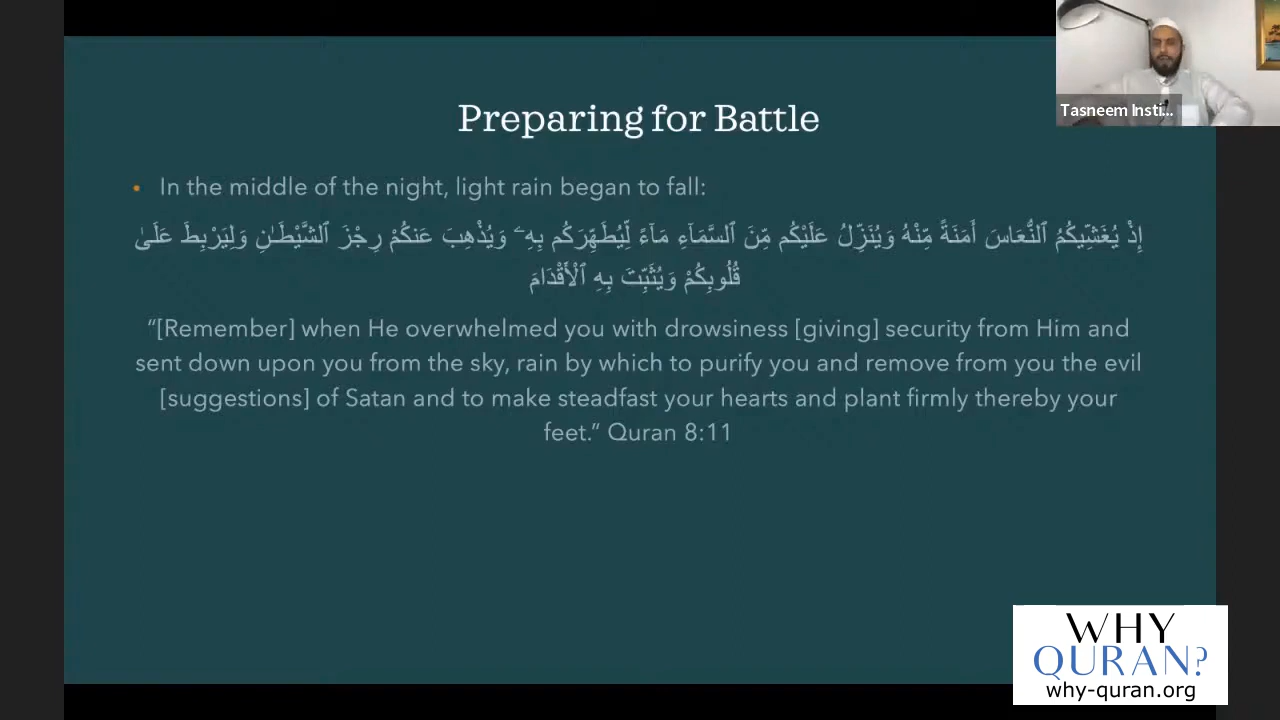 Preparing for Battle
Tasneem Insti...
• In the middle of the night, light rain began to fall:
إِذْ يُغَشِّيكُمُ ٱلنُّعَاسَ أَمَنَةً مِّنْهُ وَيُنَزِّلُ عَلَيْكُم مِّنَ ٱلسَّمَآءِ مَآءً لِّيُطَهِّرَكُم بِهِۦ وَيُذْهِبَ عَنكُمْ رِجْزَ ٱلشَّيْطَـٰنِ وَلِيَرْبِطَ عَلَىٰ
قُلُوبِكُمْ وَيُثَبِّتَ بِهِ ٱلْأَقْدَامَ
“[Remember] when He overwhelmed you with drowsiness [giving] security from Him and
sent down upon you from the sky, rain by which to purify you and remove from you the evil
[suggestions] of Satan and to make steadfast your hearts and plant firmly thereby your
feet.” Quran 8:11
WHY
QURAN?
why-quran.org